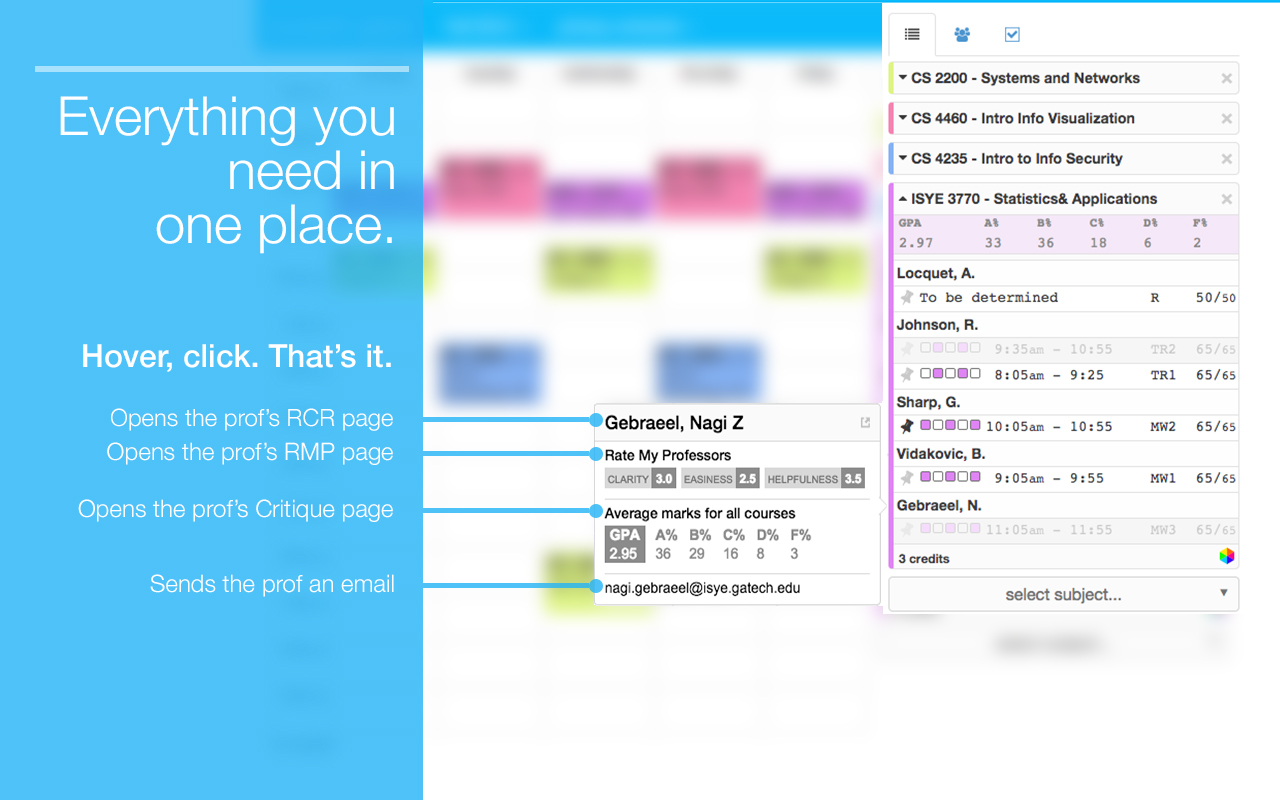 Everything you
need in
one place.
Hover, click. That's it.
Opens the prof's RCR page
Opens the prof's RMP page
Opens the prof's Critique page
Sends the prof an email
Gebraeel, Nagi Z
Rate My Professors
CLARITY 3.0 EASINESS 2.5 HELPFULNESS 3.5
Average marks for all courses
GPA A% B% C% D% F%
2.95 36 29 16 8 3
nagi.gebraeel@isye.gatech.edu
CS 2200 - Systems and Networks
CS 4460 - Intro Info Visualization
CS 4235 - Intro to Info Security
ISYE 3770 - Statistics& Applications
GPA A% B% C% D% F%
2.97 33 36 18 6 2
Locquet, A.
To be determined R 50/50
Johnson, R.
9:35am - 10:55 TR2 65/65
8:05am - 9:25 TR1 65/65
Sharp, G.
10:05am - 10:55 MW2 65/65
Vidakovic, B.
9:05am - 9:55 MW1 65/65
Gebraeel, N.
11:05am - 11:55 MW3 65/65
3 credits
select subject...